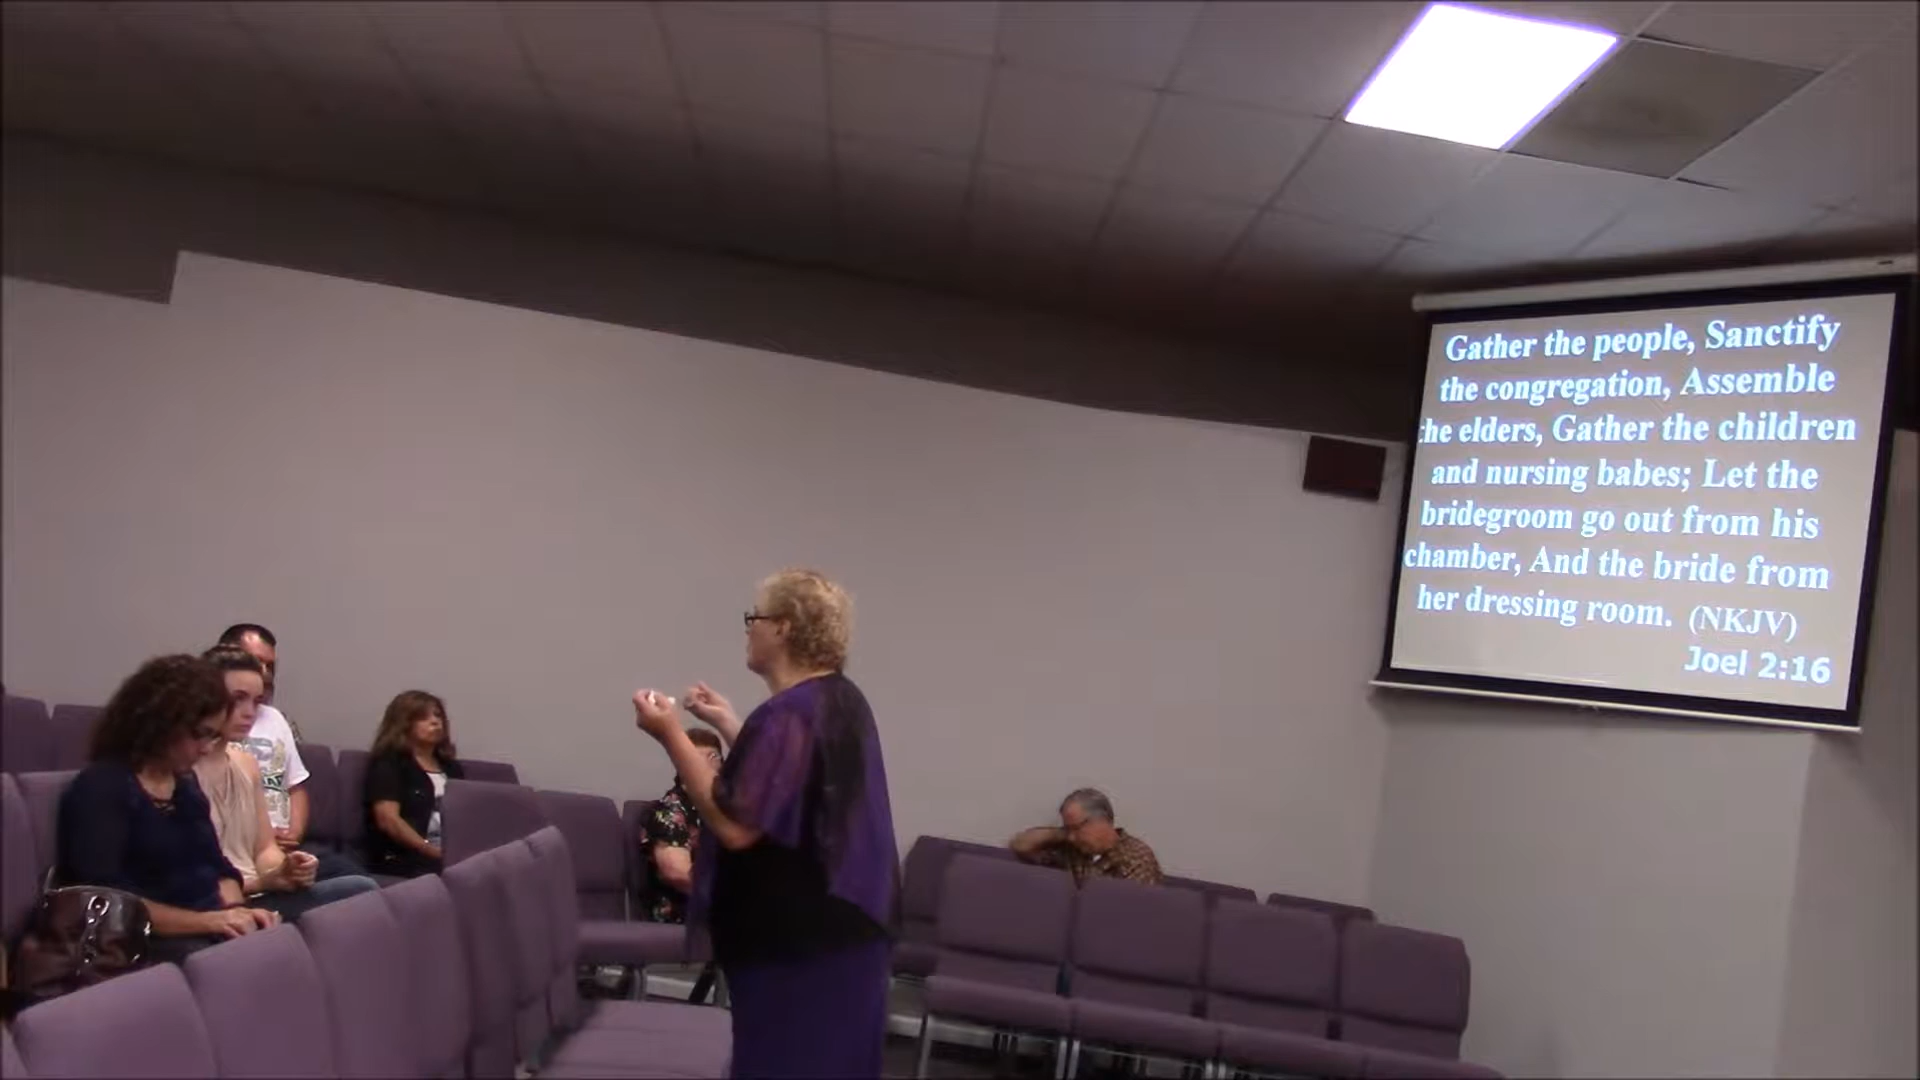 Gather the people, Sanctify
the congregation, Assemble
the elders, Gather the children
and nursing babes; Let the
bridegroom go out from his
chamber, And the bride from
her dressing room. (NKJV)
Joel 2:16